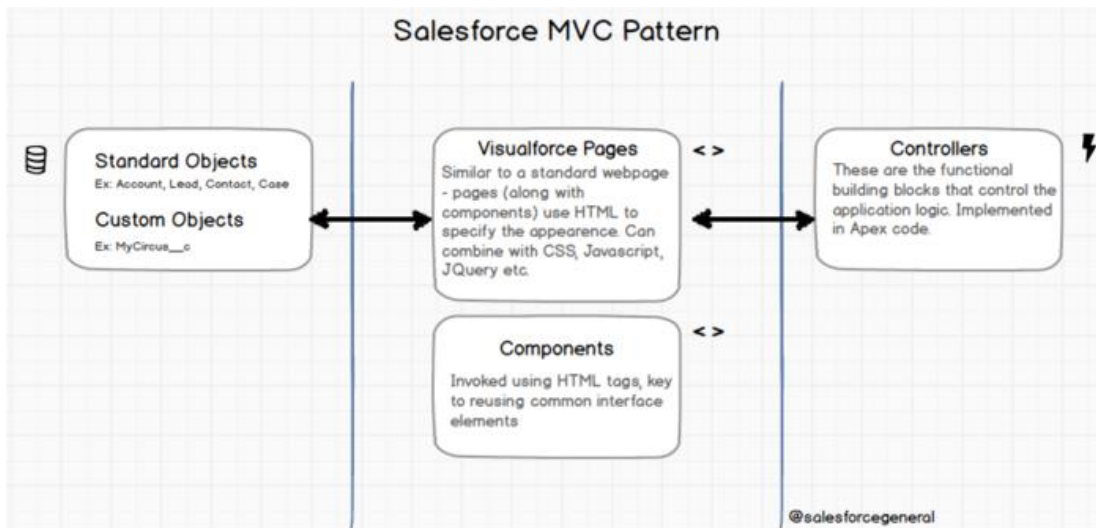 Salesforce MVC Pattern
Standard Objects
Ex: Account, Lead, Contact, Case
Custom Objects
Ex: MyCircus__c
Visualforce Pages
Similar to a standard webpage
- pages (along with
components) use HTML to
specify the appearence. Can
combine with CSS, Javascript,
JQuery etc.
< >
Components
Invoked using HTML tags, key
to reusing common interface
elements
< >
Controllers
These are the functional
building blocks that control the
application logic. Implemented
in Apex code.
@salesforcegeneral